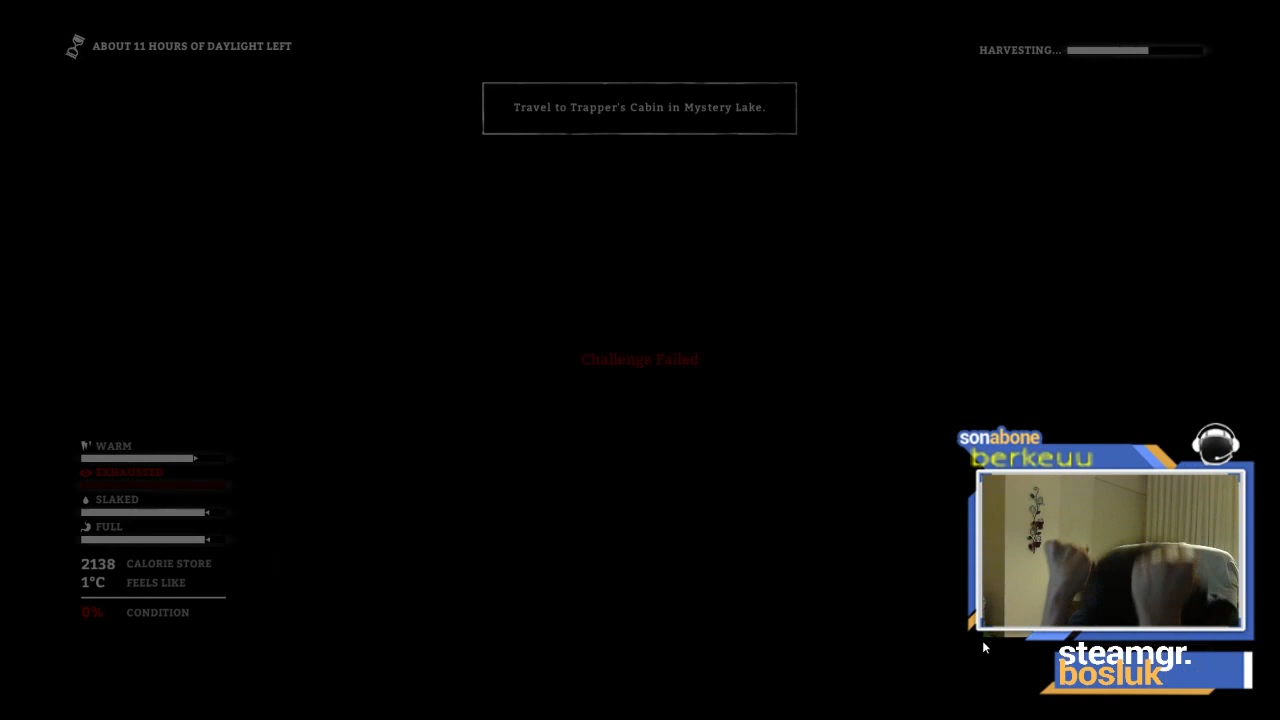 ABOUT 11 HOURS OF DAYLIGHT LEFT
HARVESTING...
Travel to Trapper's Cabin in Mystery Lake.
Challenge Failed
WARM
EXHAUSTED
SLAKED
FULL
2138 CALORIE STORE
1°C FEELS LIKE
0% CONDITION
sonabone
berkeuu
steamgr.
bosluk